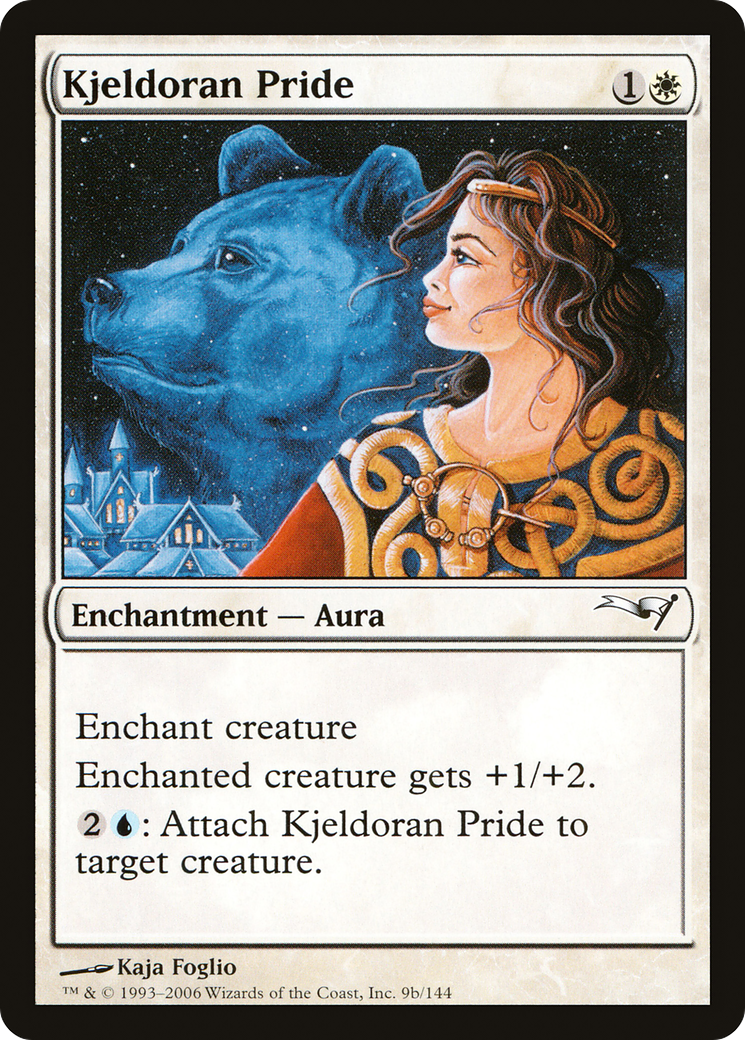 Kjeldoran Pride 1
Enchantment — Aura
Enchant creature
Enchanted creature gets +1/+2.
2 : Attach Kjeldoran Pride to
target creature.
Kaja Foglio
™ & © 1993–2006 Wizards of the Coast, Inc. 9b/144